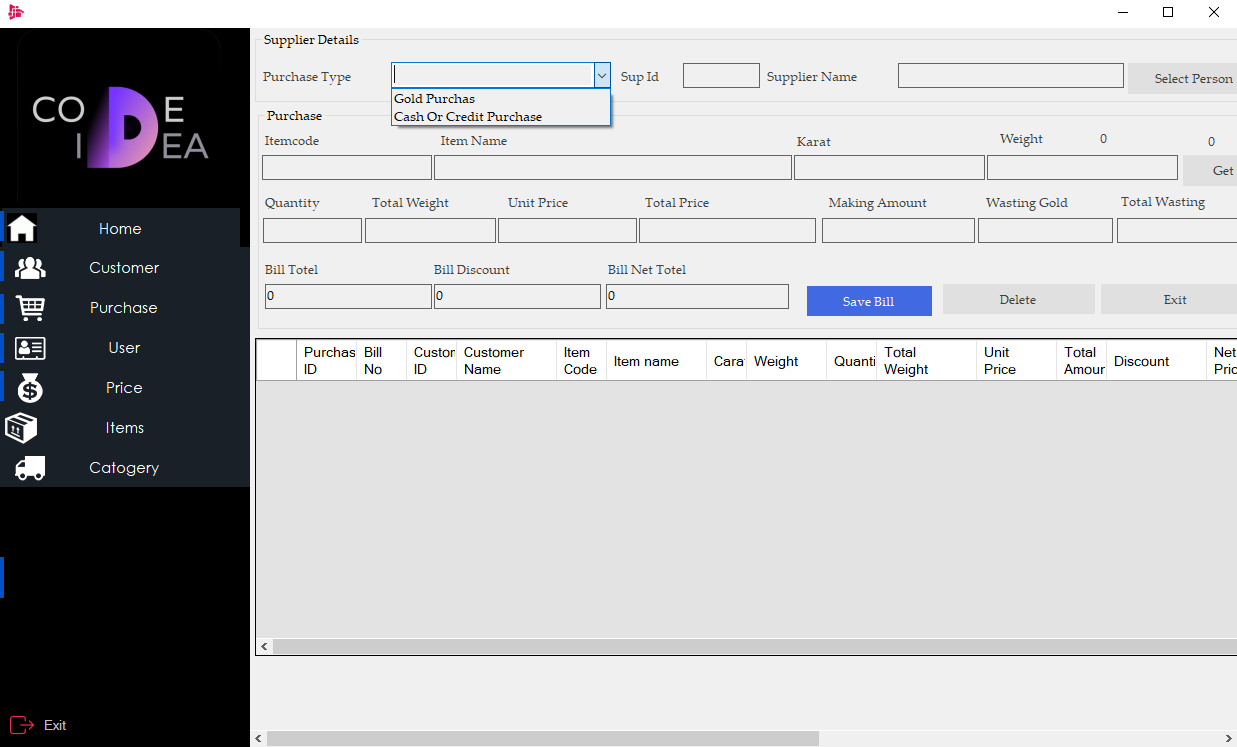 CODE
IDEA
Home
Customer
Purchase
User
Price
Items
Catogery
Exit
Supplier Details
Purchase Type
Sup Id
Supplier Name
Select Person
Gold Purchas
Cash Or Credit Purchase
Purchase
Itemcode
Item Name
Karat
Weight
0
0
Get
Quantity
Total Weight
Unit Price
Total Price
Making Amount
Wasting Gold
Total Wasting
Bill Totel
Bill Discount
Bill Net Totel
0
0
0
Save Bill
Delete
Exit
Purchas
ID
Bill
No
Custon
ID
Customer
Name
Item
Code
Item name
Cara
Weight
Quanti
Total
Weight
Unit
Price
Total
Amour
Discount
Net
Pric